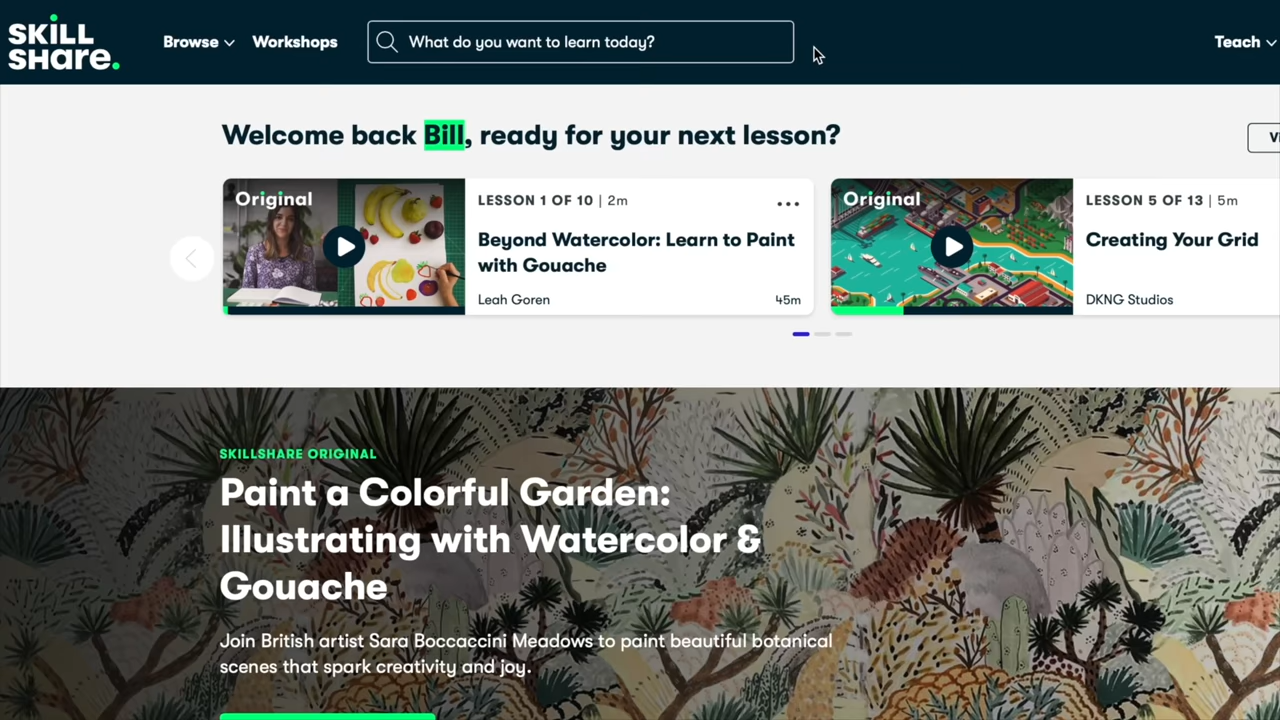 SKiLL
SHare.
Browse
Workshops
What do you want to learn today?
Teach
Welcome back Bill, ready for your next lesson?
Original
LESSON 1 OF 10 | 2m
Beyond Watercolor: Learn to Paint
with Gouache
Leah Goren
45m
Original
LESSON 5 OF 13 | 5m
Creating Your Grid
DKNG Studios
SKILLSHARE ORIGINAL
Paint a Colorful Garden:
Illustrating with Watercolor &
Gouache
Join British artist Sara Boccaccini Meadows to paint beautiful botanical
scenes that spark creativity and joy.